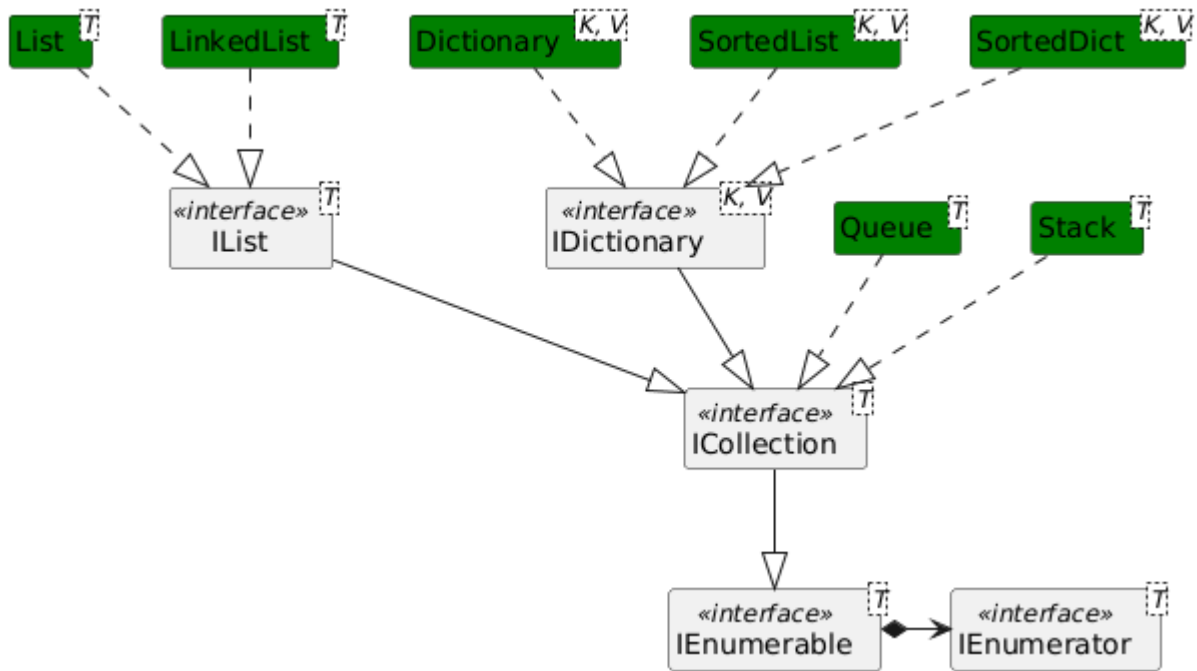 List T
LinkedList T
Dictionary K, V
SortedList K, V
SortedDict K, V
«interface» T
IList
«interface» K, V
IDictionary
Queue T
Stack T
«interface» T
ICollection
«interface» T
IEnumerable
«interface» T
IEnumerator